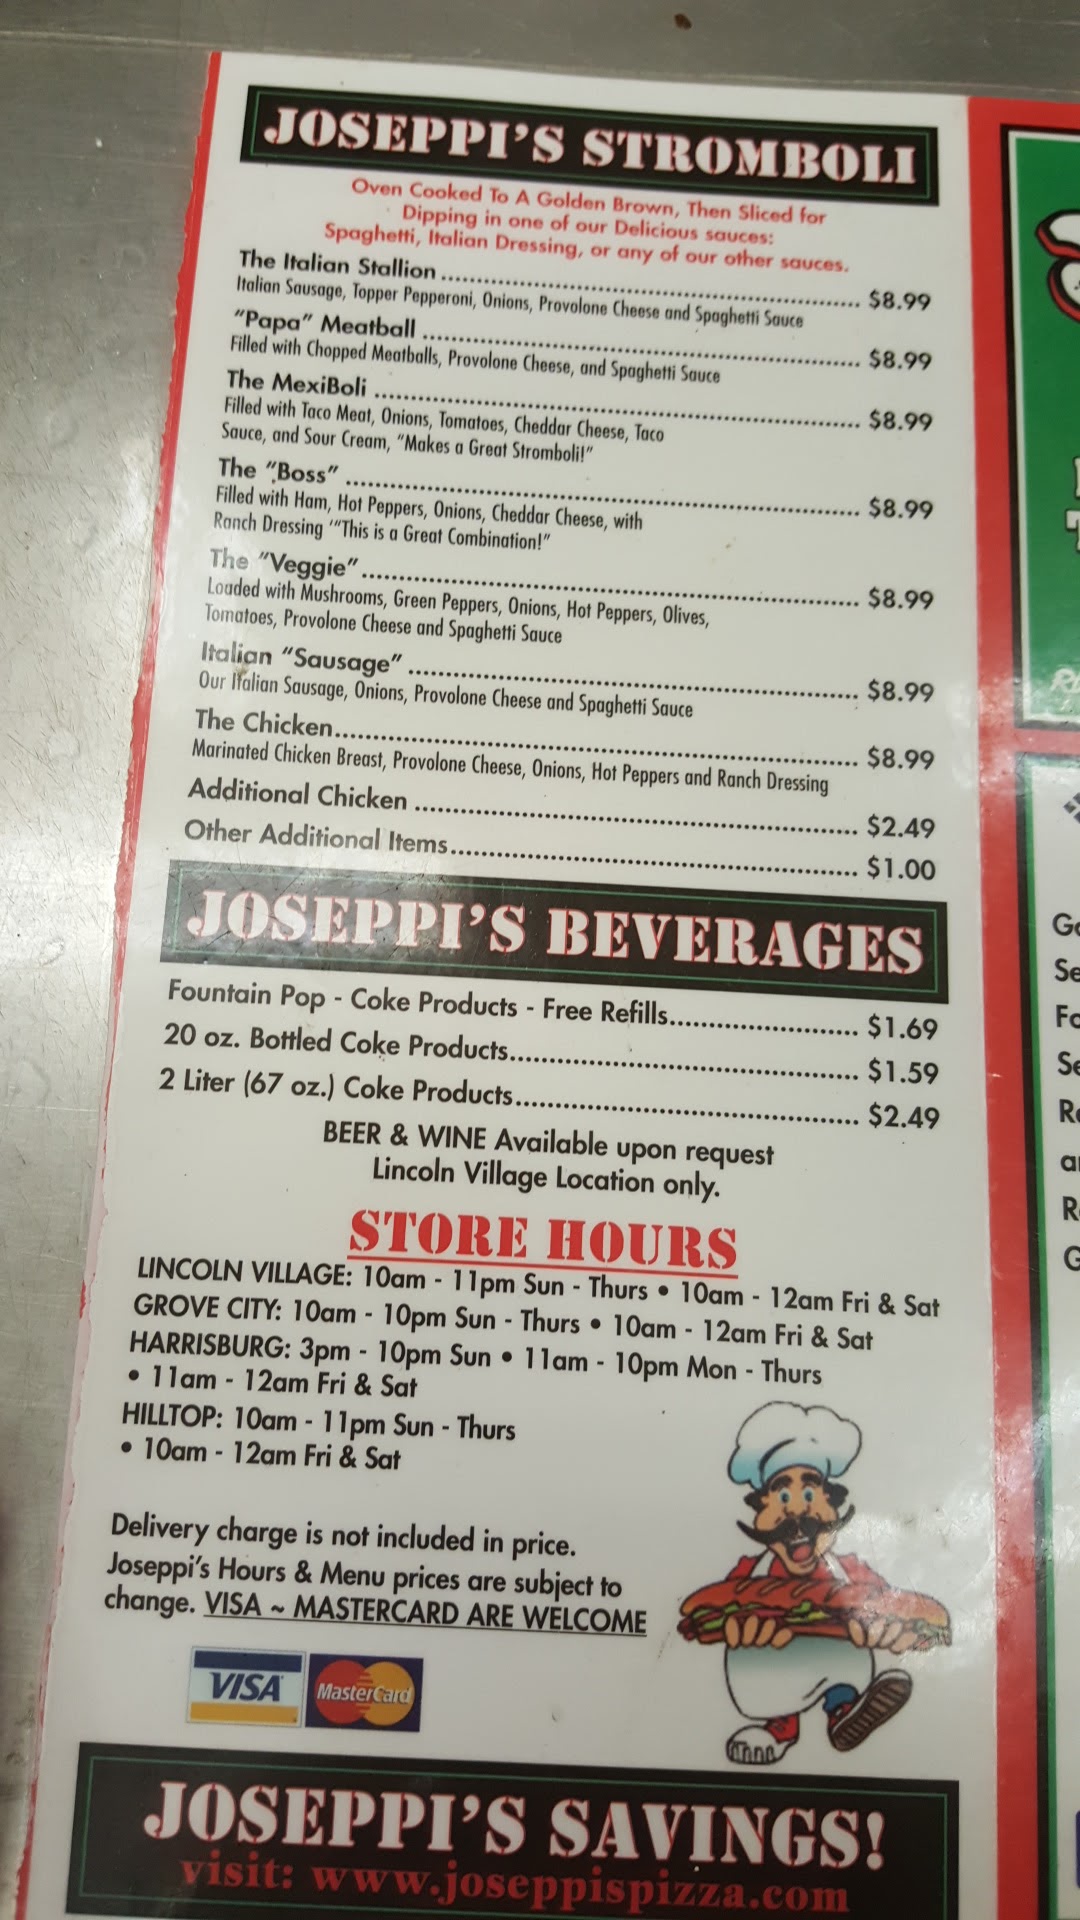 JOSEPPI'S STROMBOLI
Oven Cooked To A Golden Brown, Then Sliced for
Dipping in one of our Delicious sauces:
Spaghetti, Italian Dressing, or any of our other sauces.
The Italian Stallion ........................ $8.99
Italian Sausage, Topper Pepperoni, Onions, Provolone Cheese and Spaghetti Sauce
"Papa" Meatball ........................ $8.99
Filled with Chopped Meatballs, Provolone Cheese, and Spaghetti Sauce
The MexiBoli ........................ $8.99
Filled with Taco Meat, Onions, Tomatoes, Cheddar Cheese, Taco
Sauce, and Sour Cream, "Makes a Great Stromboli!"
The "Boss" ........................ $8.99
Filled with Ham, Hot Peppers, Onions, Cheddar Cheese, with
Ranch Dressing '"This is a Great Combination!"
The "Veggie"........................ $8.99
Loaded with Mushrooms, Green Peppers, Onions, Hot Peppers, Olives,
Tomatoes, Provolone Cheese and Spaghetti Sauce
Italian "Sausage" ........................ $8.99
Our Italian Sausage, Onions, Provolone Cheese and Spaghetti Sauce
The Chicken........................ $8.99
Marinated Chicken Breast, Provolone Cheese, Onions, Hot Peppers and Ranch Dressing
Additional Chicken ........................ $2.49
Other Additional Items........................ $1.00
JOSEPPI'S BEVERAGES
Fountain Pop - Coke Products - Free Refills........................ $1.69
20 oz. Bottled Coke Products........................ $1.59
2 Liter (67 oz.) Coke Products........................ $2.49
BEER & WINE Available upon request
Lincoln Village Location only.
STORE HOURS
LINCOLN VILLAGE: 10am - 11pm Sun - Thurs • 10am - 12am Fri & Sat
GROVE CITY: 10am - 10pm Sun - Thurs • 10am - 12am Fri & Sat
HARRISBURG: 3pm - 10pm Sun • 11am - 10pm Mon - Thurs
• 11am - 12am Fri & Sat
HILLTOP: 10am - 11pm Sun - Thurs
• 10am - 12am Fri & Sat
Delivery charge is not included in price.
Joseppi's Hours & Menu prices are subject to
change. VISA ~ MASTERCARD ARE WELCOME
VISA MasterCard
JOSEPPI'S SAVINGS!
visit: www.joseppispizza.com